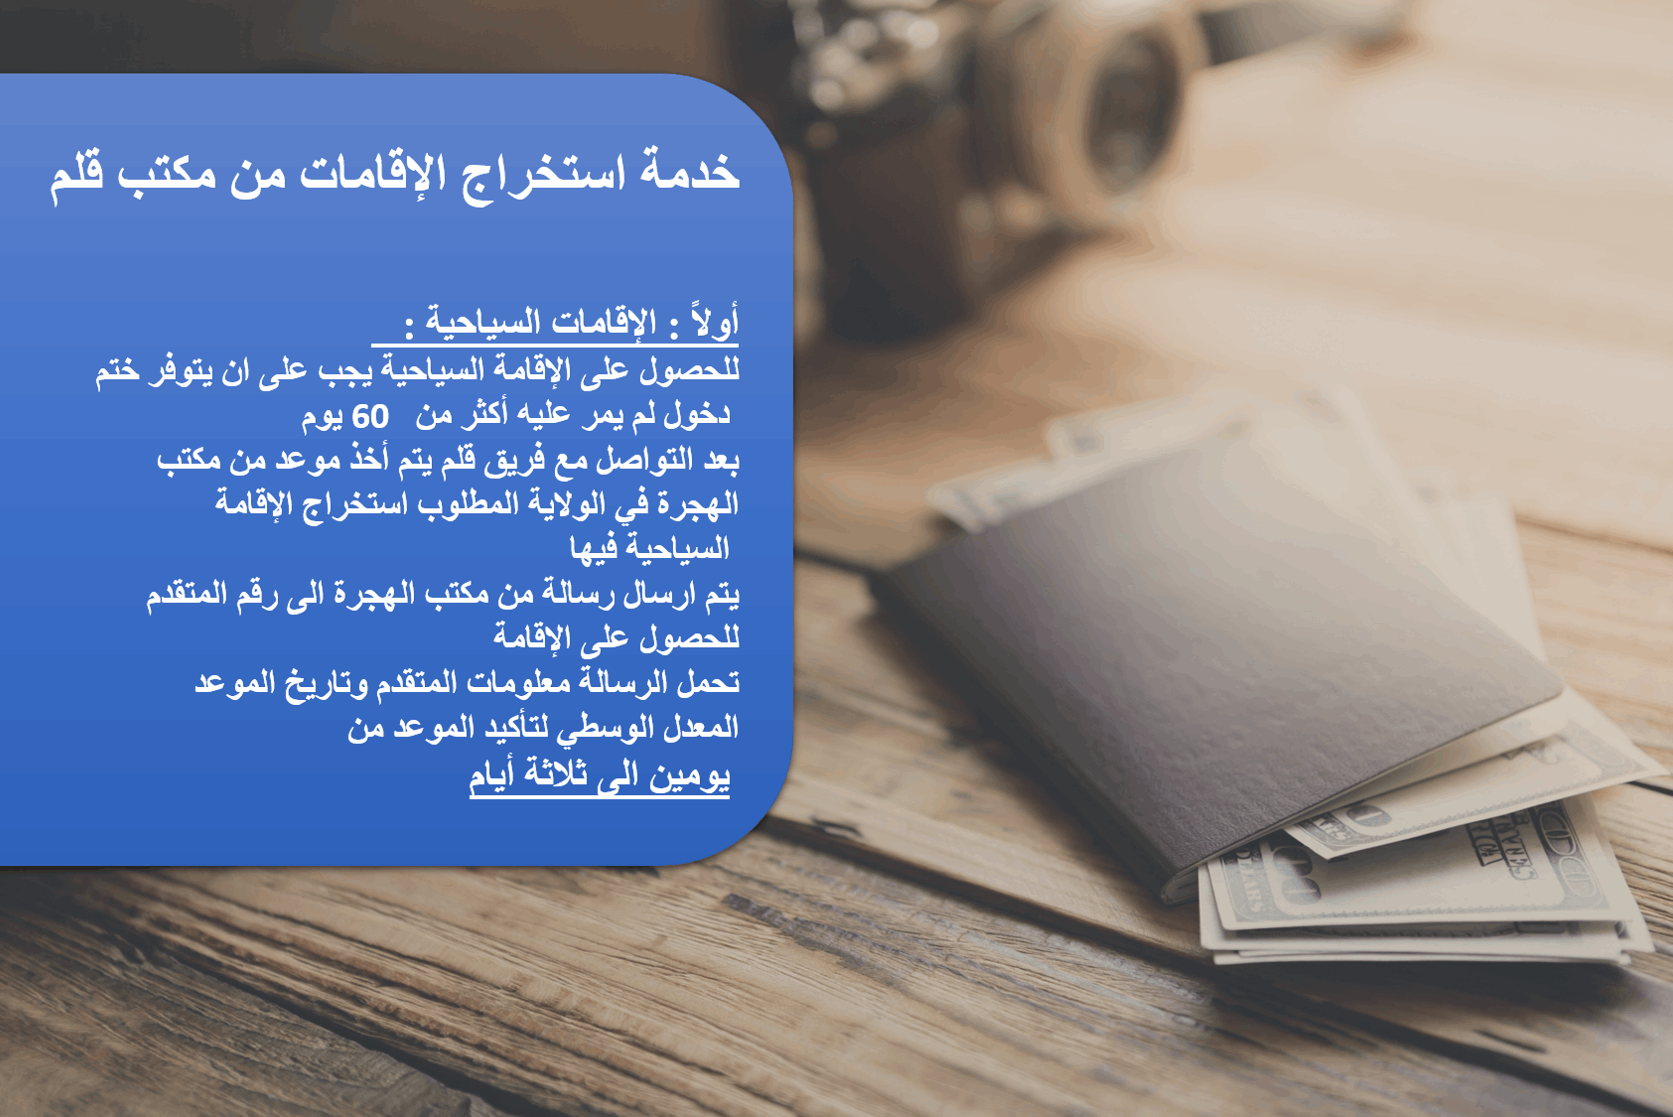 خدمة استخراج الإقامات من مكتب قلم
أولاً : الإقامات السياحية :
للحصول على الإقامة السياحية يجب على ان يتوفر ختم
دخول لم يمر عليه أكثر من 60 يوم
بعد التواصل مع فريق قلم يتم أخذ موعد من مكتب
الهجرة في الولاية المطلوب استخراج الإقامة
السياحية فيها
يتم ارسال رسالة من مكتب الهجرة الى رقم المتقدم
للحصول على الإقامة
تحمل الرسالة معلومات المتقدم وتاريخ الموعد
المعدل الوسطي لتأكيد الموعد من
يومين الى ثلاثة أيام